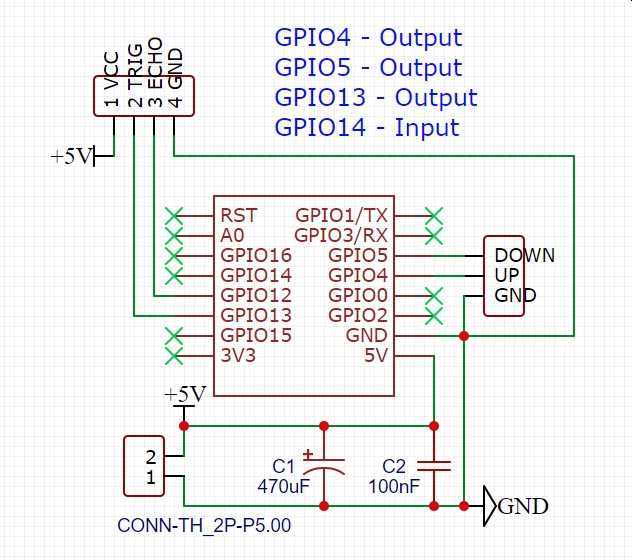 GPIO4 - Output
GPIO5 - Output
GPIO13 - Output
GPIO14 - Input
1 VCC
2 TRIG
3 ECHO
4 GND
+5V
RST
A0
GPIO16
GPIO14
GPIO12
GPIO13
GPIO15
3V3
GPIO1/TX
GPIO3/RX
GPIO5
GPIO4
GPIO0
GPIO2
GND
5V
DOWN
UP
GND
+5V
2
1
CONN-TH_2P-P5.00
+
C1
470uF
C2
100nF
GND